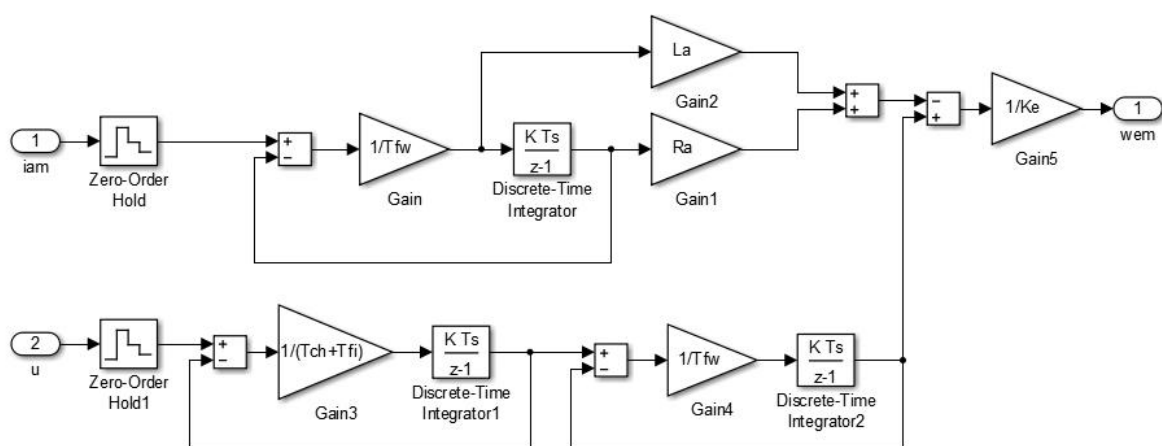 La
Gain2
+
+
−
+
1/Ke
Gain5
1
wem
1
iam
Zero-Order
Hold
+
−
1/Tfw
Gain
K Ts
z-1
Discrete-Time
Integrator
Ra
Gain1
2
u
Zero-Order
Hold1
+
−
1/(Tch+Tfi)
Gain3
K Ts
z-1
Discrete-Time
Integrator1
+
−
1/Tfw
Gain4
K Ts
z-1
Discrete-Time
Integrator2